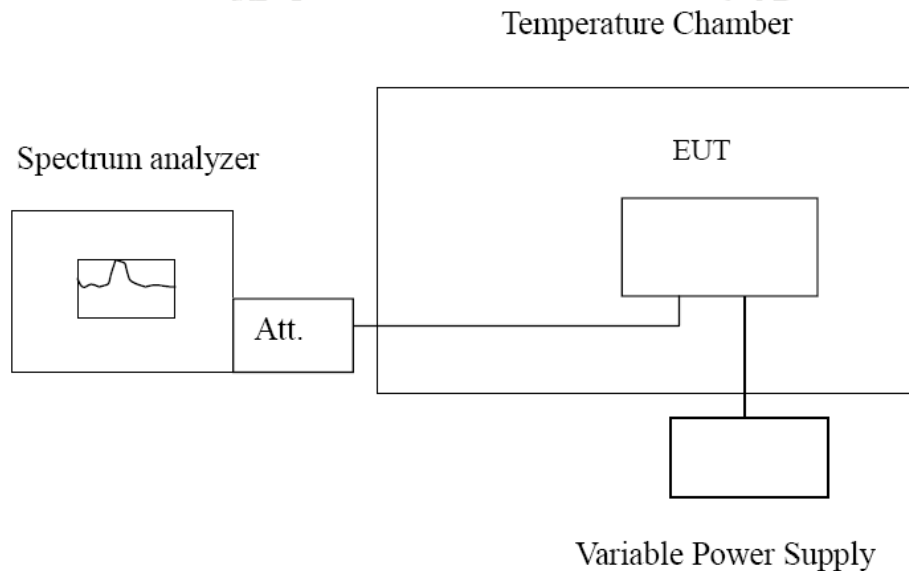 Temperature Chamber
Spectrum analyzer
EUT
Att.
Variable Power Supply